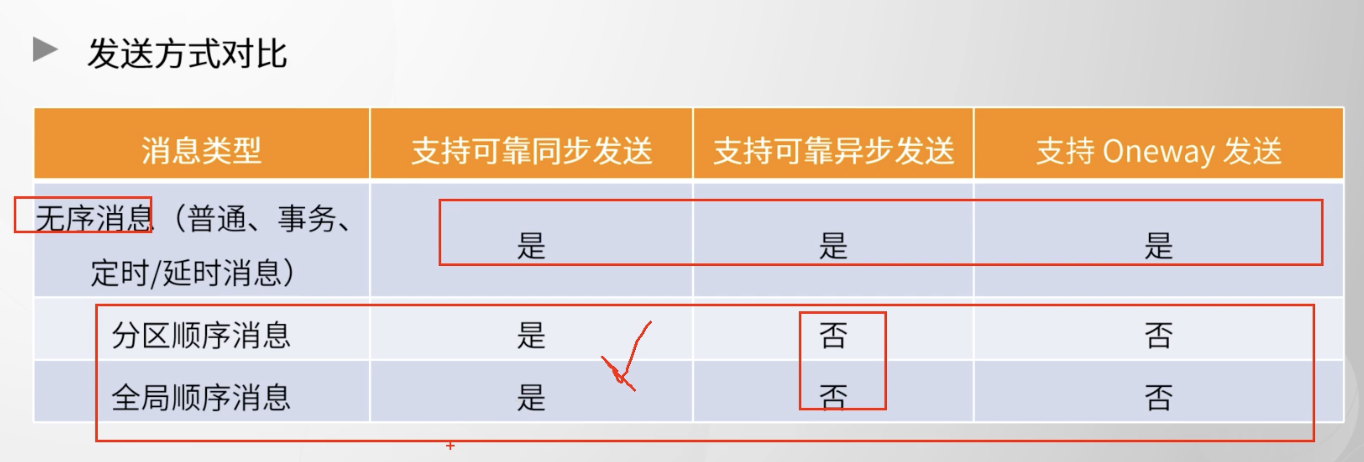 发送方式对比
消息类型 支持可靠同步发送 支持可靠异步发送 支持 Oneway 发送
无序消息（普通、事务、
定时/延时消息） 是 是 是
分区顺序消息 是 否 否
全局顺序消息 是 否 否